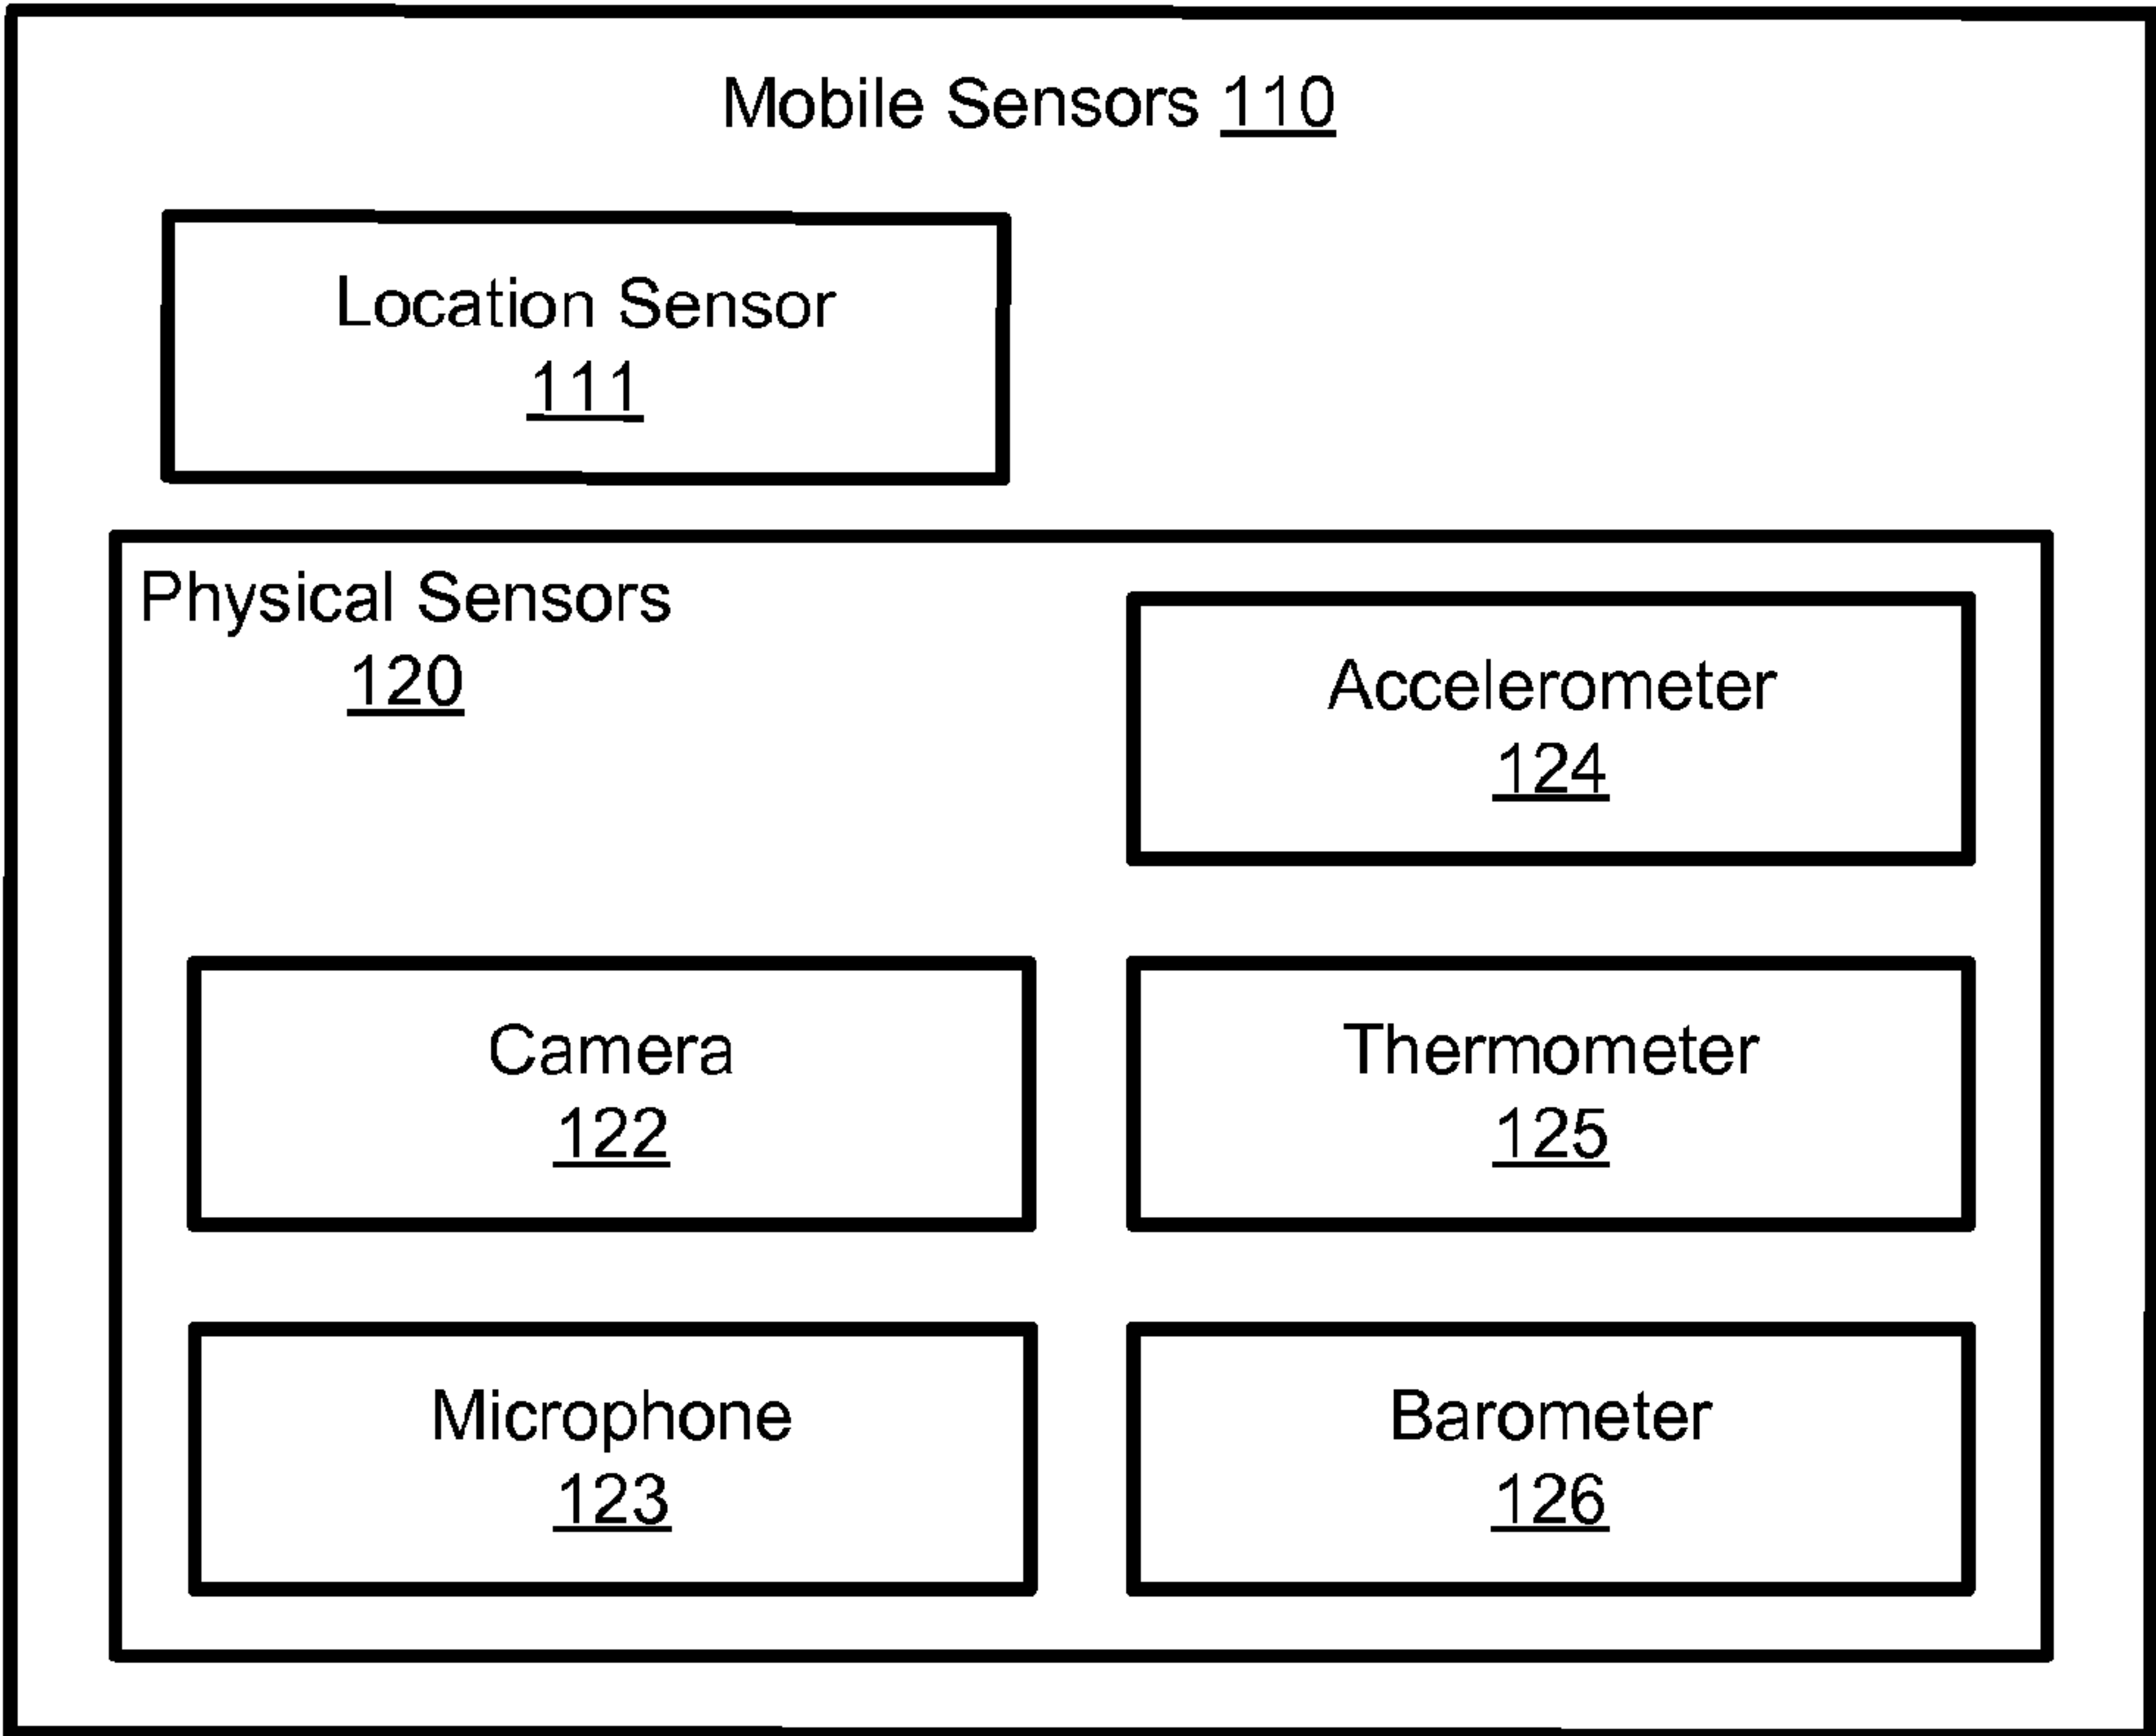 Mobile Sensors 110
Location Sensor
111
Physical Sensors
120
Accelerometer
124
Camera
122
Thermometer
125
Microphone
123
Barometer
126